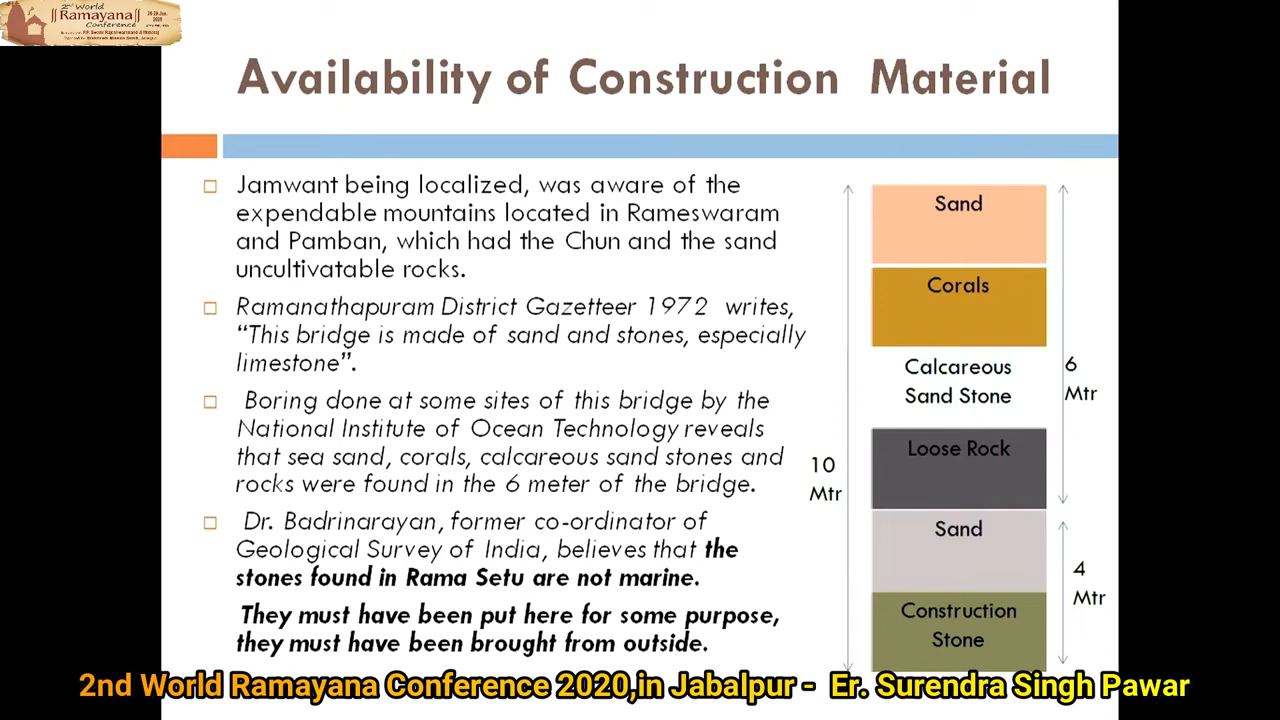 2nd World
Ramayana
Conference
Availability of Construction Material
Jamwant being localized, was aware of the
expendable mountains located in Rameswaram
and Pamban, which had the Chun and the sand
uncultivatable rocks.
Ramanathapuram District Gazetteer 1972 writes,
“This bridge is made of sand and stones, especially
limestone”.
Boring done at some sites of this bridge by the
National Institute of Ocean Technology reveals
that sea sand, corals, calcareous sand stones and
rocks were found in the 6 meter of the bridge.
Dr. Badrinarayan, former co-ordinator of
Geological Survey of India, believes that the
stones found in Rama Setu are not marine.
They must have been put here for some purpose,
they must have been brought from outside.
Sand
Corals
Calcareous
Sand Stone
Loose Rock
Sand
Construction
Stone
10
Mtr
6
Mtr
4
Mtr
2nd World Ramayana Conference 2020,in Jabalpur - Er. Surendra Singh Pawar